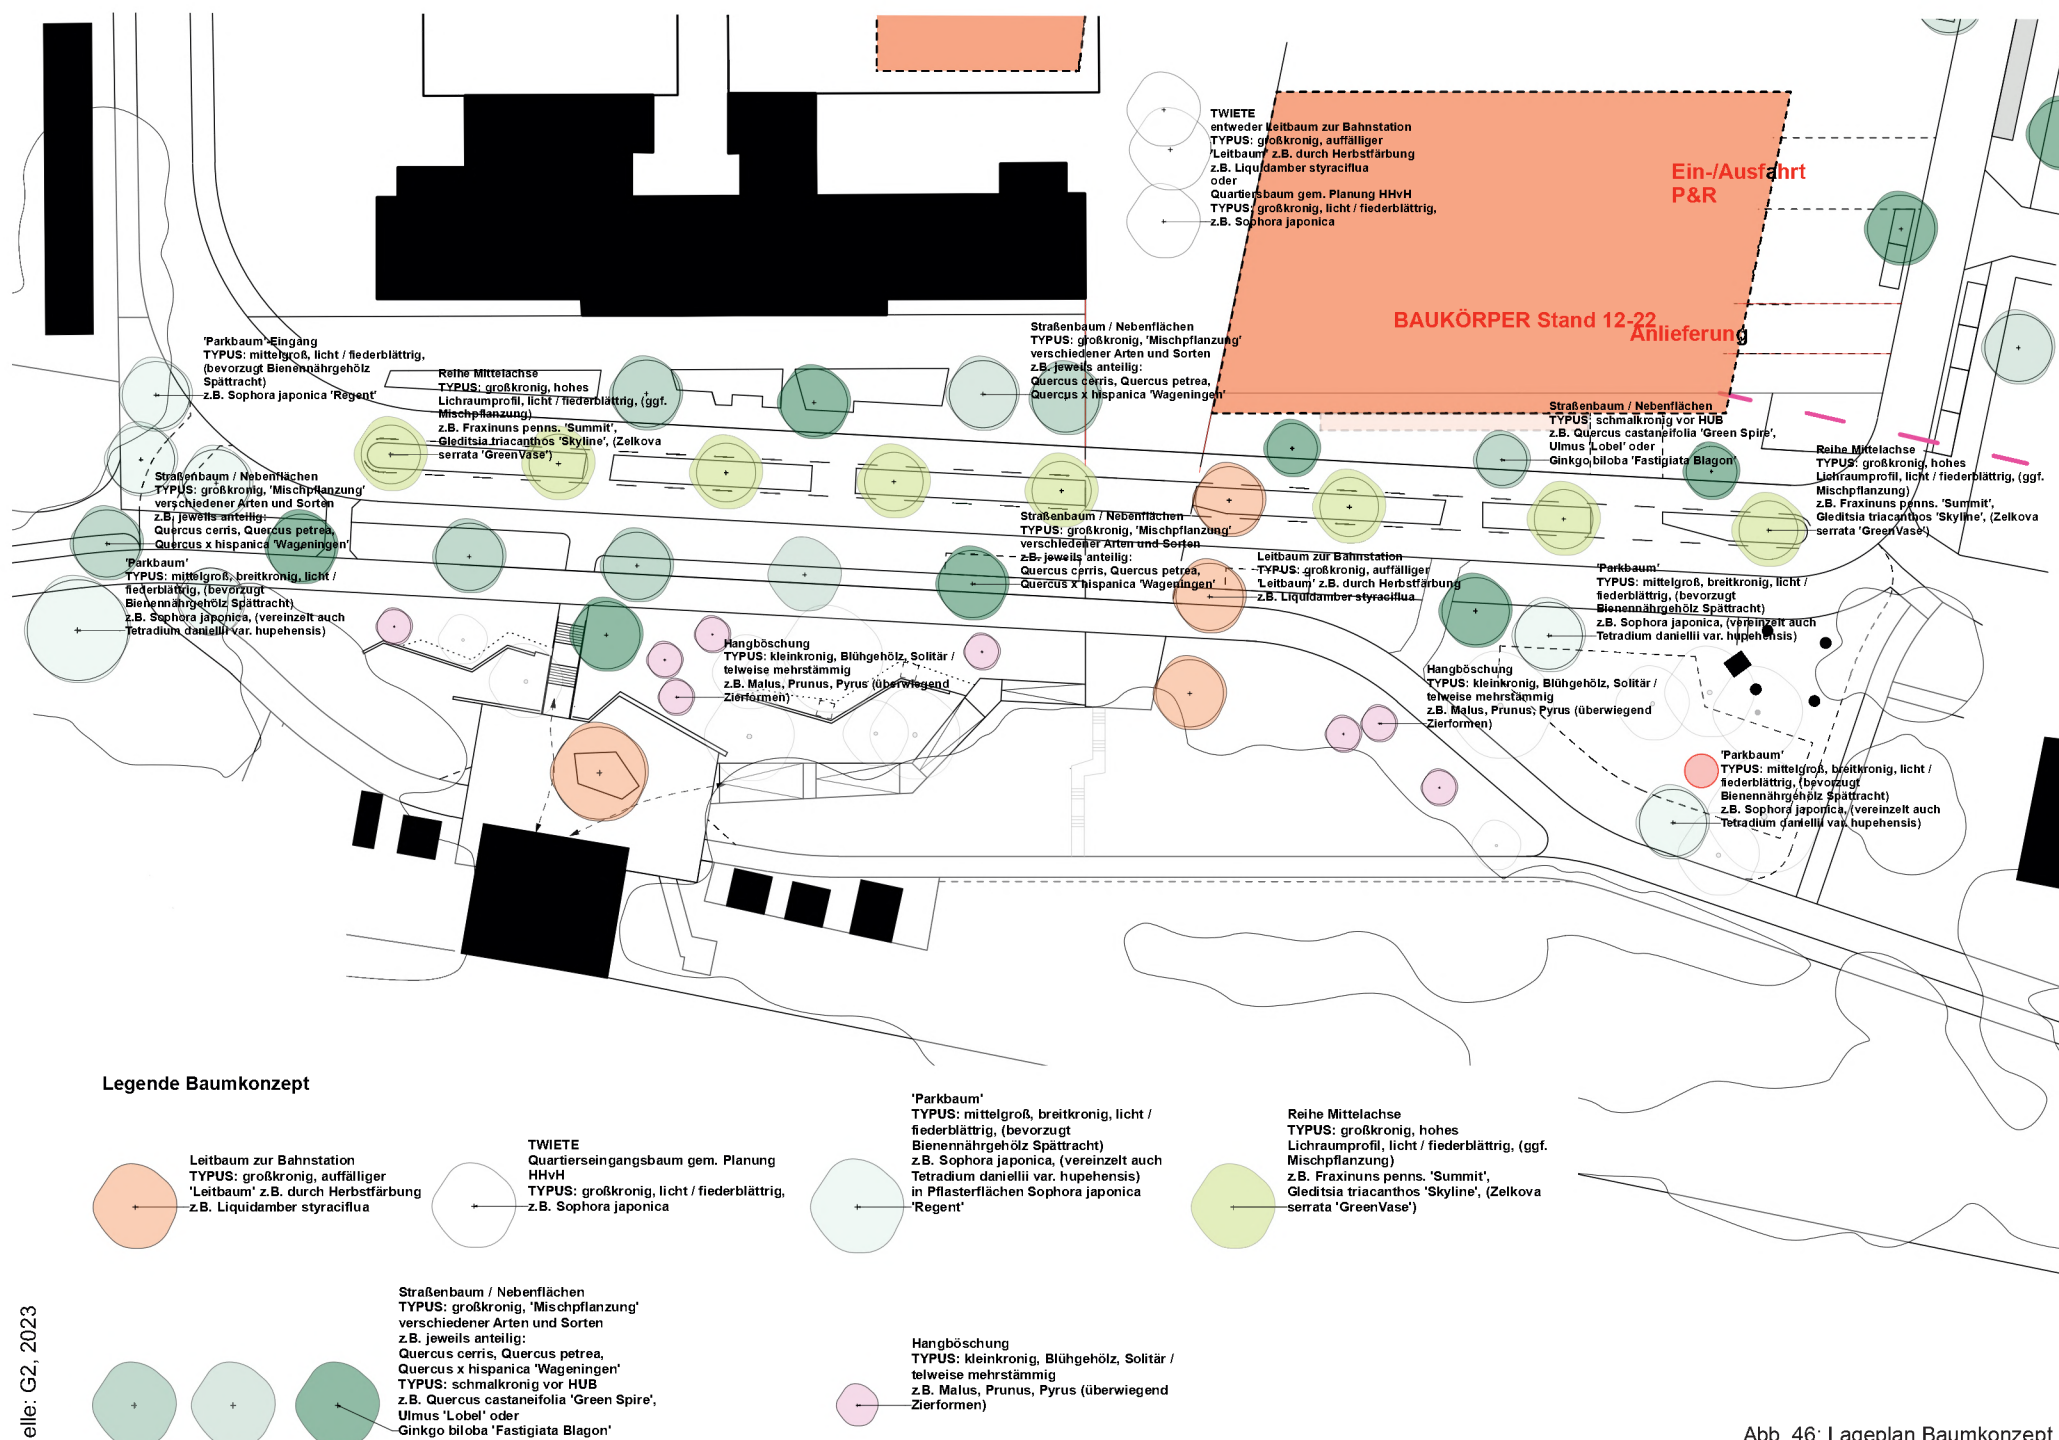 TWIETE
entweder Leitbaum zur Bahnstation
TYPUS: großkronig, auffälliger
'Leitbaum' z.B. durch Herbstfärbung
z.B. Liquidamber styraciflua
oder
Quartiersbaum gem. Planung HHvH
TYPUS: großkronig, licht / fiederblättrig,
z.B. Sophora japonica
Ein-/Ausfahrt
P&R
BAUKÖRPER Stand 12-22
Anlieferung
'Parkbaum'-Eingang
TYPUS: mittelgroß, licht / fiederblättrig,
(bevorzugt Bienennährgehölz
Spättracht)
z.B. Sophora japonica 'Regent'
Reihe Mittelachse
TYPUS: großkronig, hohes
Lichraumprofil, licht / fiederblättrig, (ggf.
Mischpflanzung)
z.B. Fraxinuns penns. 'Summit',
Gleditsia triacanthos 'Skyline', (Zelkova
serrata 'GreenVase')
Straßenbaum / Nebenflächen
TYPUS: großkronig, 'Mischpflanzung'
verschiedener Arten und Sorten
z.B. jeweils anteilig:
Quercus cerris, Quercus petrea,
Quercus x hispanica 'Wageningen'
Straßenbaum / Nebenflächen
TYPUS: schmalkronig vor HUB
z.B. Quercus castaneifolia 'Green Spire',
Ulmus 'Lobel' oder
Ginkgo biloba 'Fastigiata Blagon'
Reihe Mittelachse
TYPUS: großkronig, hohes
Lichraumprofil, licht / fiederblättrig, (ggf.
Mischpflanzung)
z.B. Fraxinuns penns. 'Summit',
Gleditsia triacanthos 'Skyline', (Zelkova
serrata 'GreenVase')
Straßenbaum / Nebenflächen
TYPUS: großkronig, 'Mischpflanzung'
verschiedener Arten und Sorten
z.B. jeweils anteilig:
Quercus cerris, Quercus petrea,
Quercus x hispanica 'Wageningen'
Straßenbaum / Nebenflächen
TYPUS: großkronig, 'Mischpflanzung'
verschiedener Arten und Sorten
z.B. jeweils anteilig:
Quercus cerris, Quercus petrea,
Quercus x hispanica 'Wageningen'
Leitbaum zur Bahnstation
TYPUS: großkronig, auffälliger
'Leitbaum' z.B. durch Herbstfärbung
z.B. Liquidamber styraciflua
'Parkbaum'
TYPUS: mittelgroß, breitkronig, licht /
fiederblättrig, (bevorzugt
Bienennährgehölz Spättracht)
z.B. Sophora japonica, (vereinzelt auch
Tetradium daniellii var. hupehensis)
'Parkbaum'
TYPUS: mittelgroß, breitkronig, licht /
fiederblättrig, (bevorzugt
Bienennährgehölz Spättracht)
z.B. Sophora japonica, (vereinzelt auch
Tetradium daniellii var. hupehensis)
Hangböschung
TYPUS: kleinkronig, Blühgehölz, Solitär /
telweise mehrstämmig
z.B. Malus, Prunus, Pyrus (überwiegend
Zierformen)
Hangböschung
TYPUS: kleinkronig, Blühgehölz, Solitär /
telweise mehrstämmig
z.B. Malus, Prunus, Pyrus (überwiegend
Zierformen)
'Parkbaum'
TYPUS: mittelgroß, breitkronig, licht /
fiederblättrig, (bevorzugt
Bienennährgehölz Spättracht)
z.B. Sophora japonica, (vereinzelt auch
Tetradium daniellii var. hupehensis)
Legende Baumkonzept
Leitbaum zur Bahnstation
TYPUS: großkronig, auffälliger
'Leitbaum' z.B. durch Herbstfärbung
z.B. Liquidamber styraciflua
TWIETE
Quartierseingangsbaum gem. Planung
HHvH
TYPUS: großkronig, licht / fiederblättrig,
z.B. Sophora japonica
'Parkbaum'
TYPUS: mittelgroß, breitkronig, licht /
fiederblättrig, (bevorzugt
Bienennährgehölz Spättracht)
z.B. Sophora japonica, (vereinzelt auch
Tetradium daniellii var. hupehensis)
in Pflasterflächen Sophora japonica
'Regent'
Reihe Mittelachse
TYPUS: großkronig, hohes
Lichraumprofil, licht / fiederblättrig, (ggf.
Mischpflanzung)
z.B. Fraxinuns penns. 'Summit',
Gleditsia triacanthos 'Skyline', (Zelkova
serrata 'GreenVase')
Straßenbaum / Nebenflächen
TYPUS: großkronig, 'Mischpflanzung'
verschiedener Arten und Sorten
z.B. jeweils anteilig:
Quercus cerris, Quercus petrea,
Quercus x hispanica 'Wageningen'
TYPUS: schmalkronig vor HUB
z.B. Quercus castaneifolia 'Green Spire',
Ulmus 'Lobel' oder
Ginkgo biloba 'Fastigiata Blagon'
Hangböschung
TYPUS: kleinkronig, Blühgehölz, Solitär /
telweise mehrstämmig
z.B. Malus, Prunus, Pyrus (überwiegend
Zierformen)
elle: G2, 2023
Abb. 46: Lageplan Baumkonzept